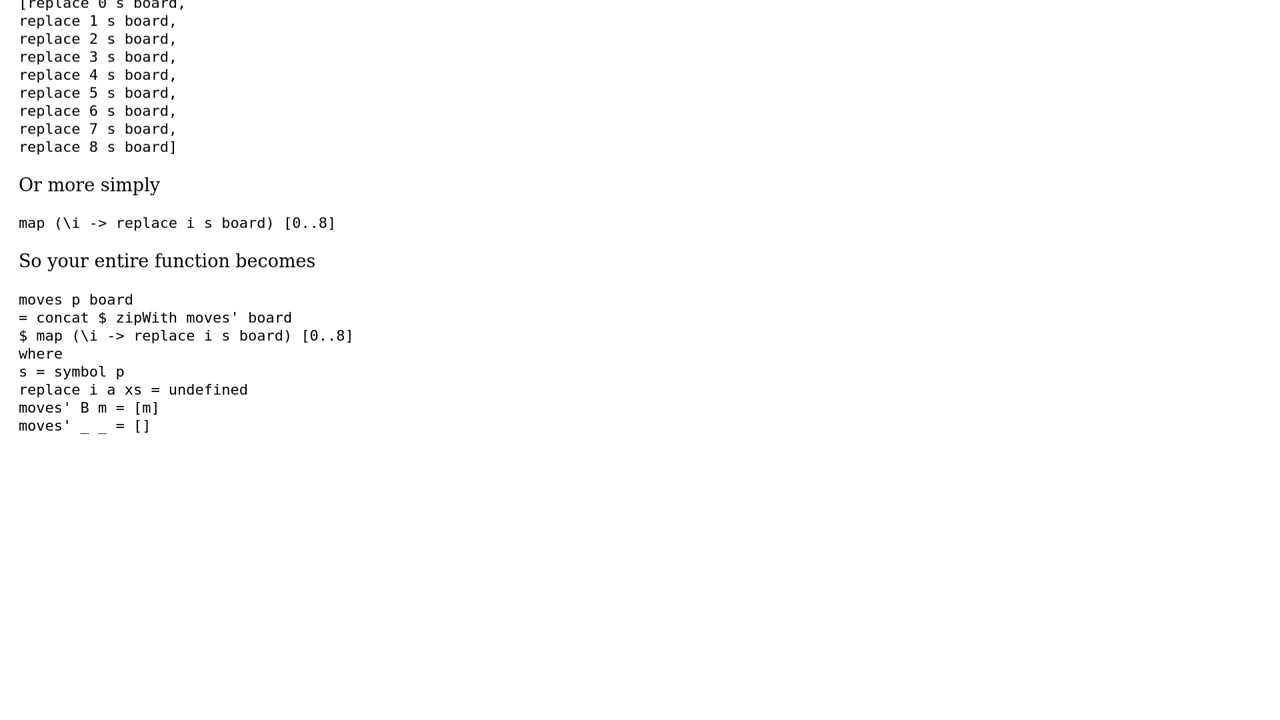 [replace 0 s board,
replace 1 s board,
replace 2 s board,
replace 3 s board,
replace 4 s board,
replace 5 s board,
replace 6 s board,
replace 7 s board,
replace 8 s board]
Or more simply
map (\i -> replace i s board) [0..8]
So your entire function becomes
moves p board
= concat $ zipWith moves' board
$ map (\i -> replace i s board) [0..8]
where
s = symbol p
replace i a xs = undefined
moves' B m = [m]
moves' _ _ = []